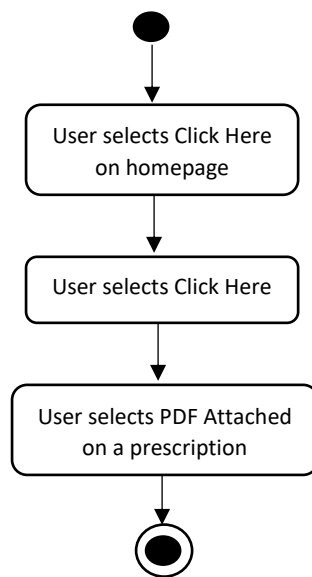 User selects Click Here
on homepage
User selects Click Here
User selects PDF Attached
on a prescription